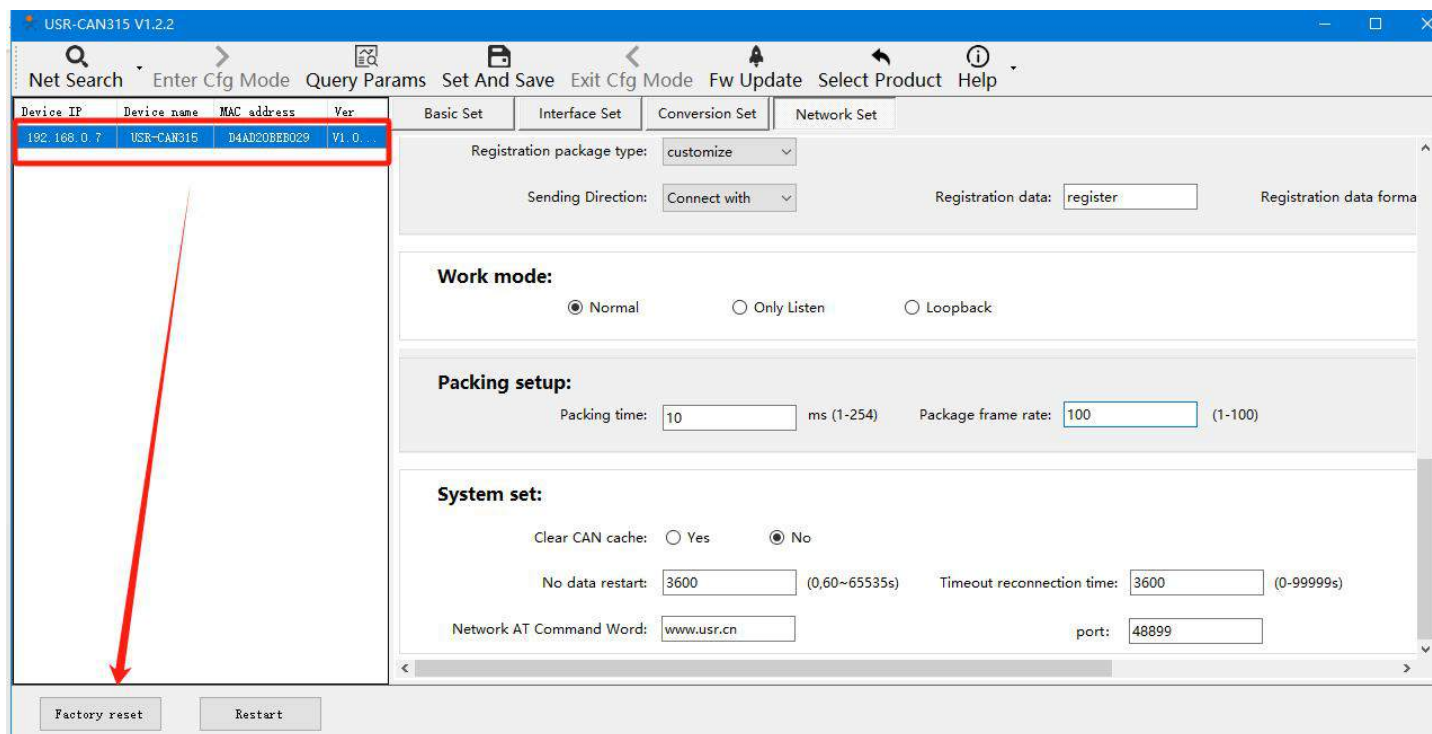 USR-CAN315 V1.2.2
Net Search Enter Cfg Mode Query Params Set And Save Exit Cfg Mode Fw Update Select Product Help
Device IP Device name MAC address Ver
192.168.0.7 USR-CAN315 D4AD20BEB029 V1.0...
Basic Set Interface Set Conversion Set Network Set
Registration package type: customize
Sending Direction: Connect with Registration data: register Registration data forma
Work mode:
Normal Only Listen Loopback
Packing setup:
Packing time: 10 ms (1-254) Package frame rate: 100 (1-100)
System set:
Clear CAN cache: Yes No
No data restart: 3600 (0,60~65535s) Timeout reconnection time: 3600 (0-99999s)
Network AT Command Word: www.usr.cn port: 48899
Factory reset Restart